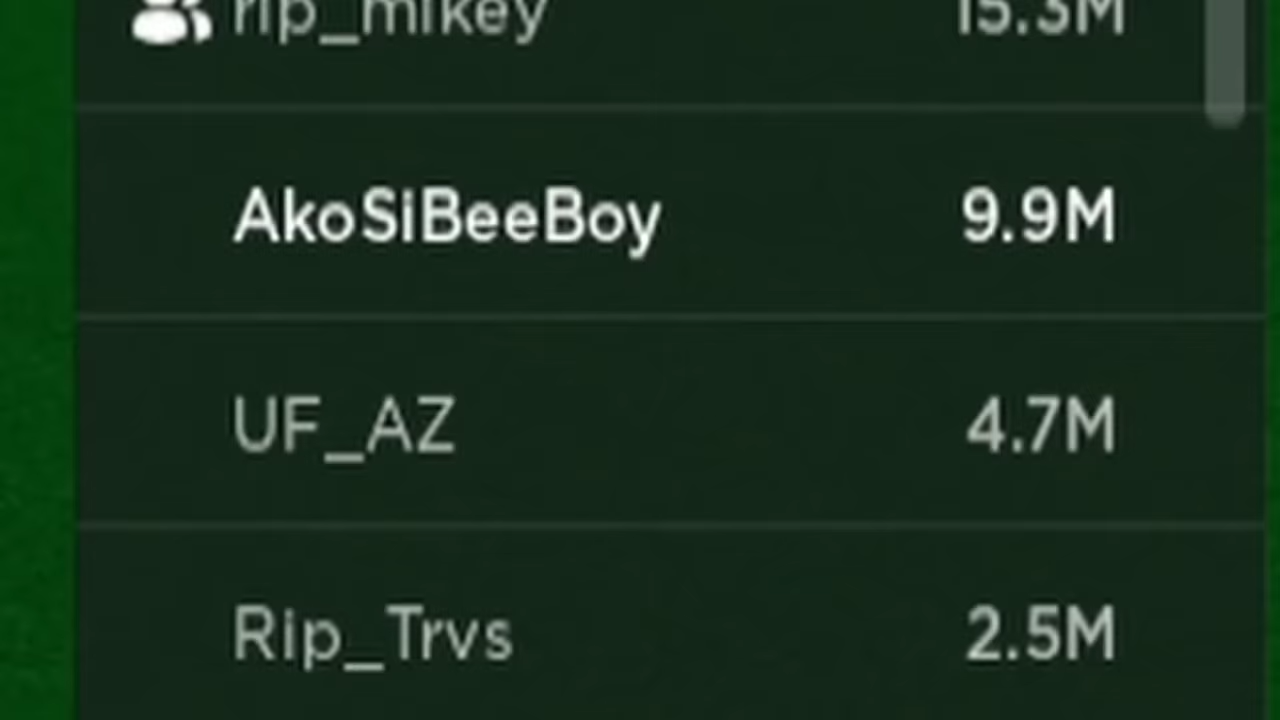 rip_mikey 15.3M
AkoSiBeeBoy 9.9M
UF_AZ 4.7M
Rip_Trvs 2.5M